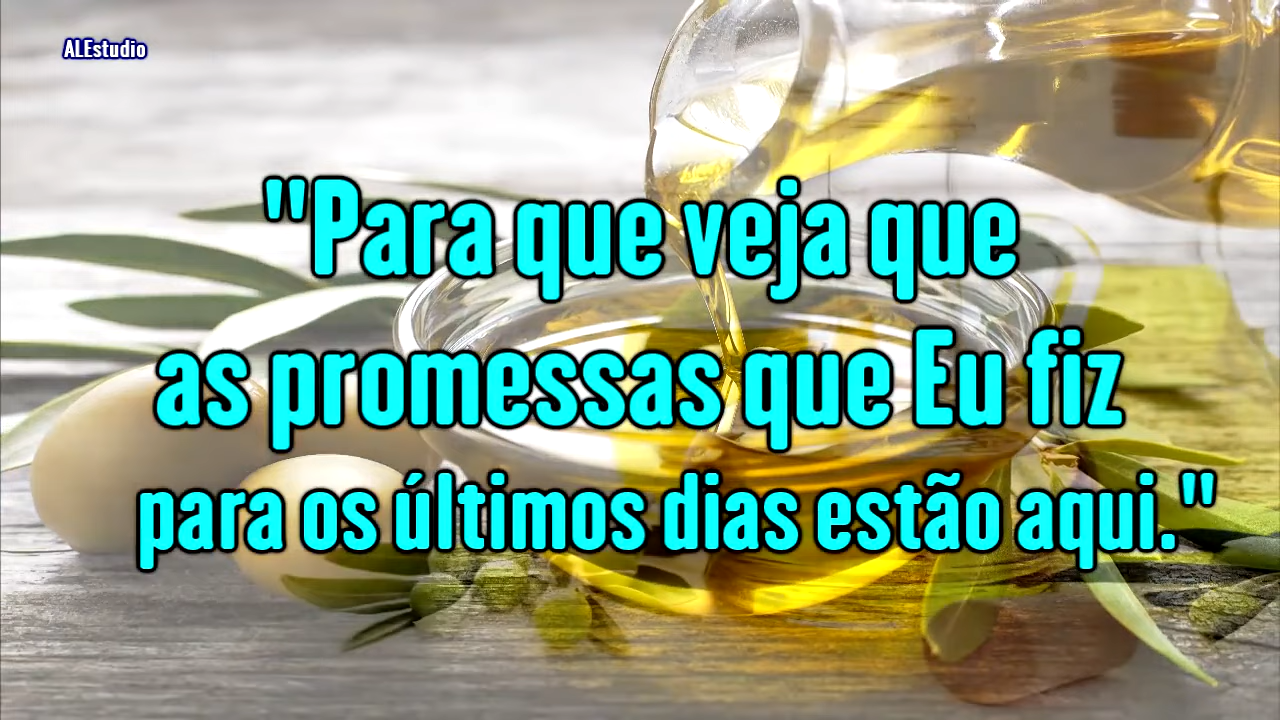 ALEstudio
"Para que veja que
as promessas que Eu fiz
para os últimos dias estão aqui."